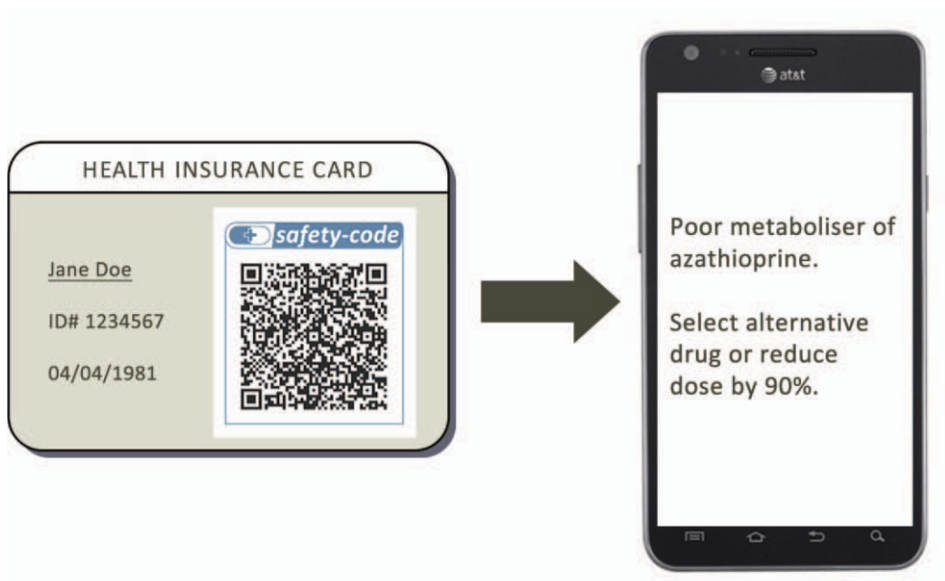 HEALTH INSURANCE CARD
safety-code
Jane Doe
ID# 1234567
04/04/1981
at&t
Poor metaboliser of
azathioprine.
Select alternative
drug or reduce
dose by 90%.